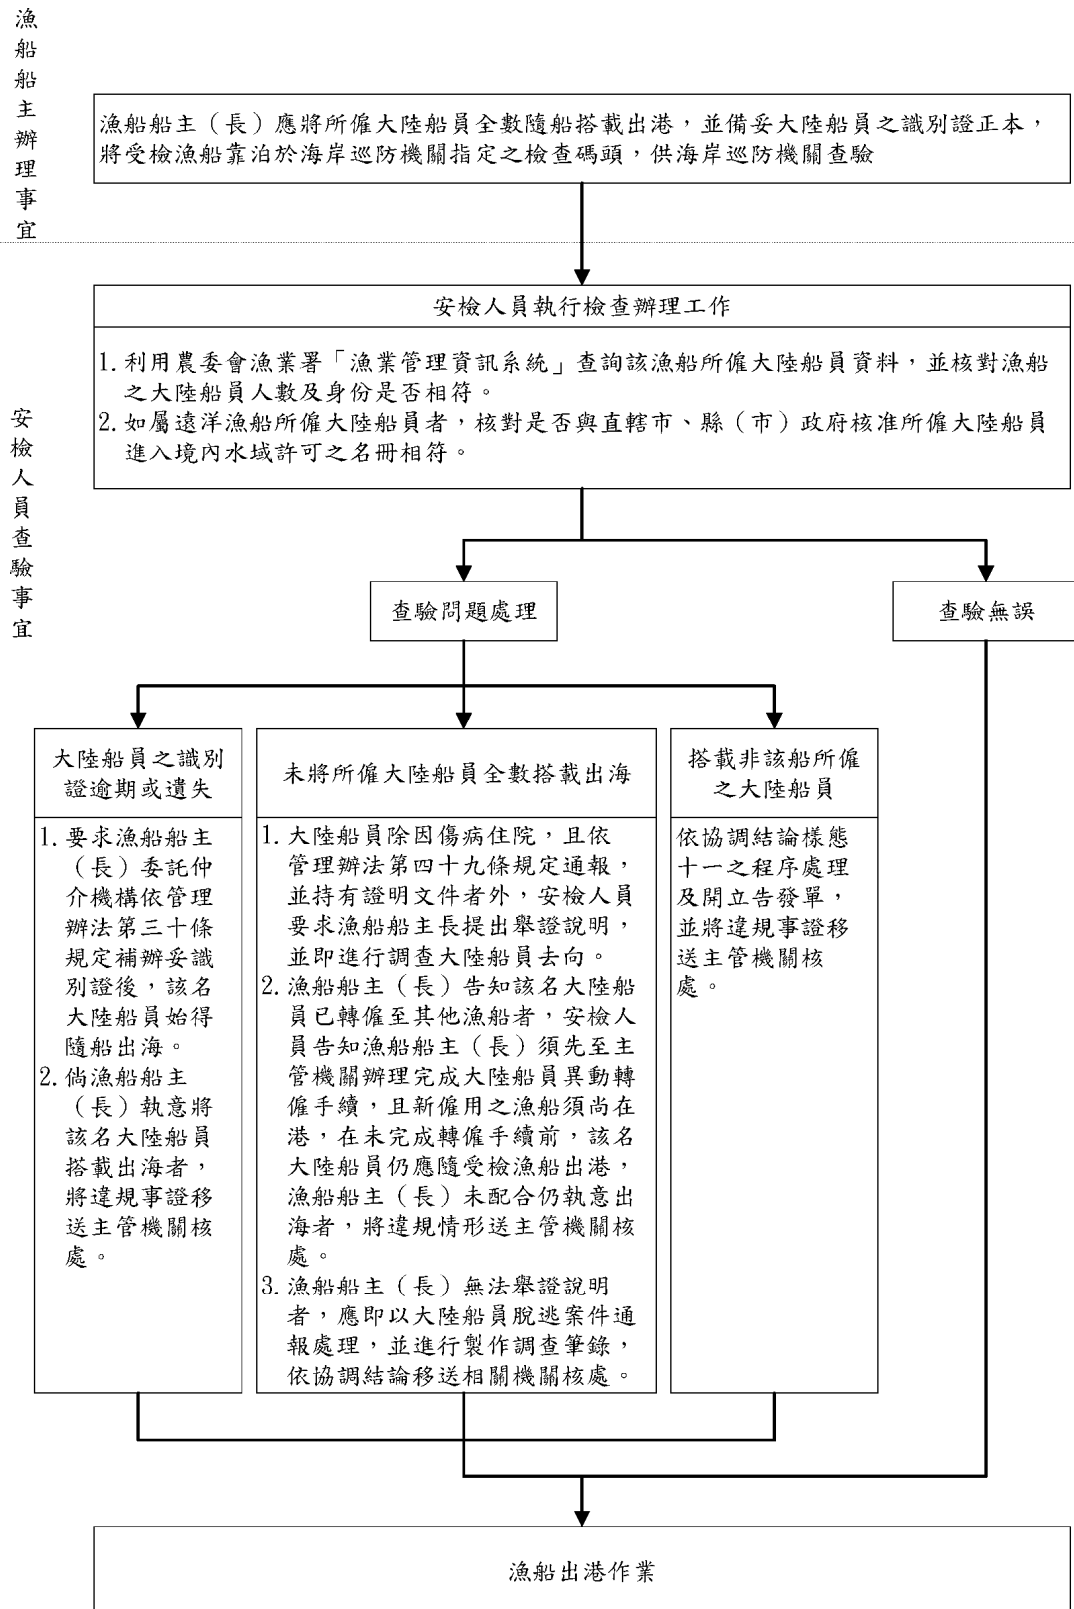 漁船船主辦理事宜
漁船船主（長）應將所僱大陸船員全數隨船搭載出港，並備妥大陸船員之識別證正本，
將受檢漁船靠泊於海岸巡防機關指定之檢查碼頭，供海岸巡防機關查驗
安檢人員查驗事宜
安檢人員執行檢查辦理工作
1. 利用農委會漁業署「漁業管理資訊系統」查詢該漁船所僱大陸船員資料，並核對漁船
之大陸船員人數及身份是否相符。
2. 如屬遠洋漁船所僱大陸船員者，核對是否與直轄市、縣（市）政府核准所僱大陸船員
進入境內水域許可之名冊相符。
查驗問題處理
查驗無誤
大陸船員之識別
證逾期或遺失
1. 要求漁船船主
（長）委託仲
介機構依管理
辦法第三十條
規定補辦妥識
別證後，該名
大陸船員始得
隨船出海。
2. 倘漁船船主
（長）執意將
該名大陸船員
搭載出海者，
將違規事證移
送主管機關核
處。
未將所僱大陸船員全數搭載出海
1. 大陸船員除因傷病住院，且依
管理辦法第四十九條規定通報，
並持有證明文件者外，安檢人員
要求漁船船主長提出舉證說明，
並即進行調查大陸船員去向。
2. 漁船船主（長）告知該名大陸船
員已轉僱至其他漁船者，安檢人
員告知漁船船主（長）須先至主
管機關辦理完成大陸船員異動轉
僱手續，且新僱用之漁船須尚在
港，在未完成轉僱手續前，該名
大陸船員仍應隨受檢漁船出港，
漁船船主（長）未配合仍執意出
海者，將違規情形送主管機關核
處。
3. 漁船船主（長）無法舉證說明
者，應即以大陸船員脫逃案件通
報處理，並進行製作調查筆錄，
依協調結論移送相關機關核處。
搭載非該船所僱
之大陸船員
依協調結論樣態
十一之程序處理
及開立告發單，
並將違規事證移
送主管機關核
處。
漁船出港作業